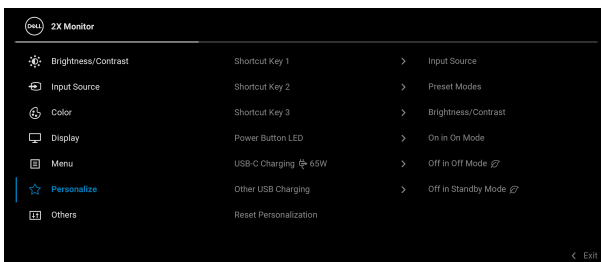 DELL 2X Monitor
Brightness/Contrast Shortcut Key 1 > Input Source
Input Source Shortcut Key 2 > Preset Modes
Color Shortcut Key 3 > Brightness/Contrast
Display Power Button LED > On in On Mode
Menu USB-C Charging 65W > Off in Off Mode
Personalize Other USB Charging > Off in Standby Mode
Others Reset Personalization
< Exit